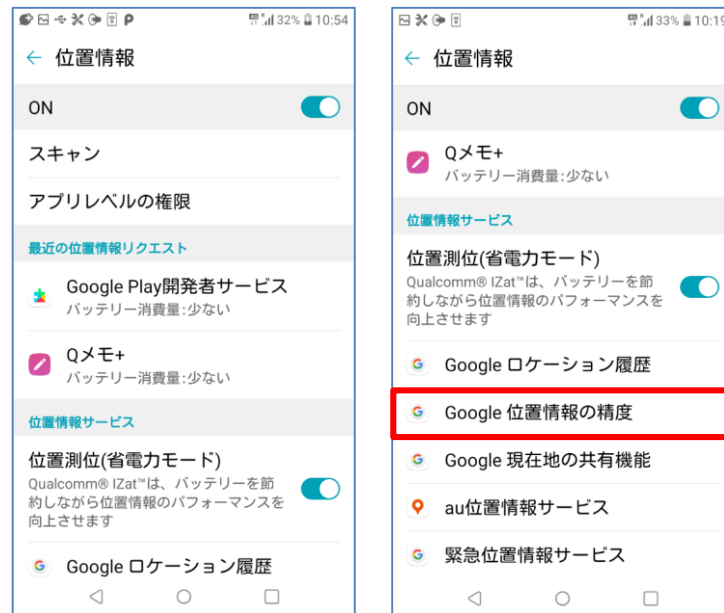 32% 10:54
位置情報
ON
スキャン
アプリレベルの権限
最近の位置情報リクエスト
Google Play開発者サービス
バッテリー消費量:少ない
Qメモ+
バッテリー消費量:少ない
位置情報サービス
位置測位(省電力モード)
Qualcomm® IZat™は、バッテリーを節
約しながら位置情報のパフォーマンスを
向上させます
Google ロケーション履歴
33% 10:19
位置情報
ON
Qメモ+
バッテリー消費量:少ない
位置情報サービス
位置測位(省電力モード)
Qualcomm® IZat™は、バッテリーを節
約しながら位置情報のパフォーマンスを
向上させます
Google ロケーション履歴
Google 位置情報の精度
Google 現在地の共有機能
au位置情報サービス
緊急位置情報サービス